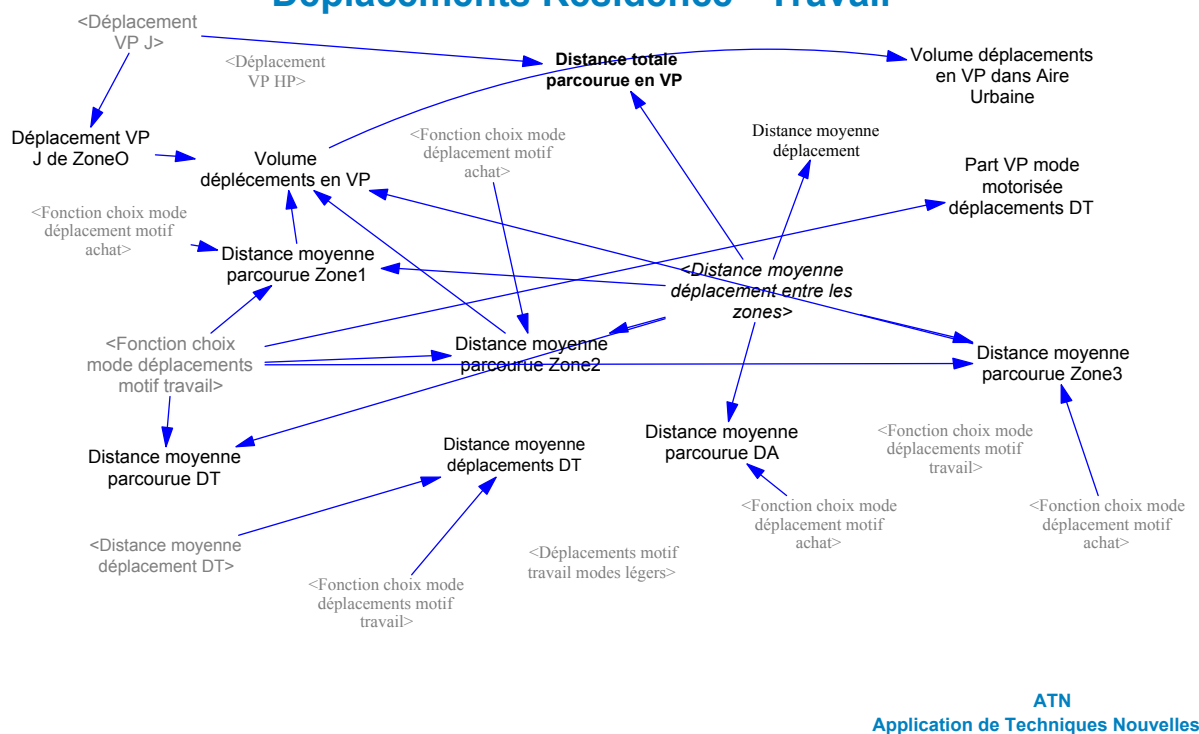 Déplacements Résidence - Travail
<Déplacement
VP J>
<Déplacement
VP HP>
Distance totale
parcourue en VP
Volume déplacements
en VP dans Aire
Urbaine
Déplacement VP
J de ZoneO
Volume
déplécements en VP
<Fonction choix mode
déplacement motif
achat>
Distance moyenne
déplacement
Part VP mode
motorisée
déplacements DT
<Fonction choix mode
déplacement motif
achat>
Distance moyenne
parcourue Zone1
<Distance moyenne
déplacement entre les
zones>
<Fonction choix
mode déplacements
motif travail>
Distance moyenne
parcourue Zone2
Distance moyenne
parcourue Zone3
Distance moyenne
parcourue DT
Distance moyenne
déplacements DT
Distance moyenne
parcourue DA
<Fonction choix mode
déplacements motif
travail>
<Fonction choix mode
déplacement motif
achat>
<Fonction choix mode
déplacement motif
achat>
<Distance moyenne
déplacement DT>
<Fonction choix mode
déplacements motif
travail>
<Déplacements motif
travail modes légers>
ATN
Application de Techniques Nouvelles